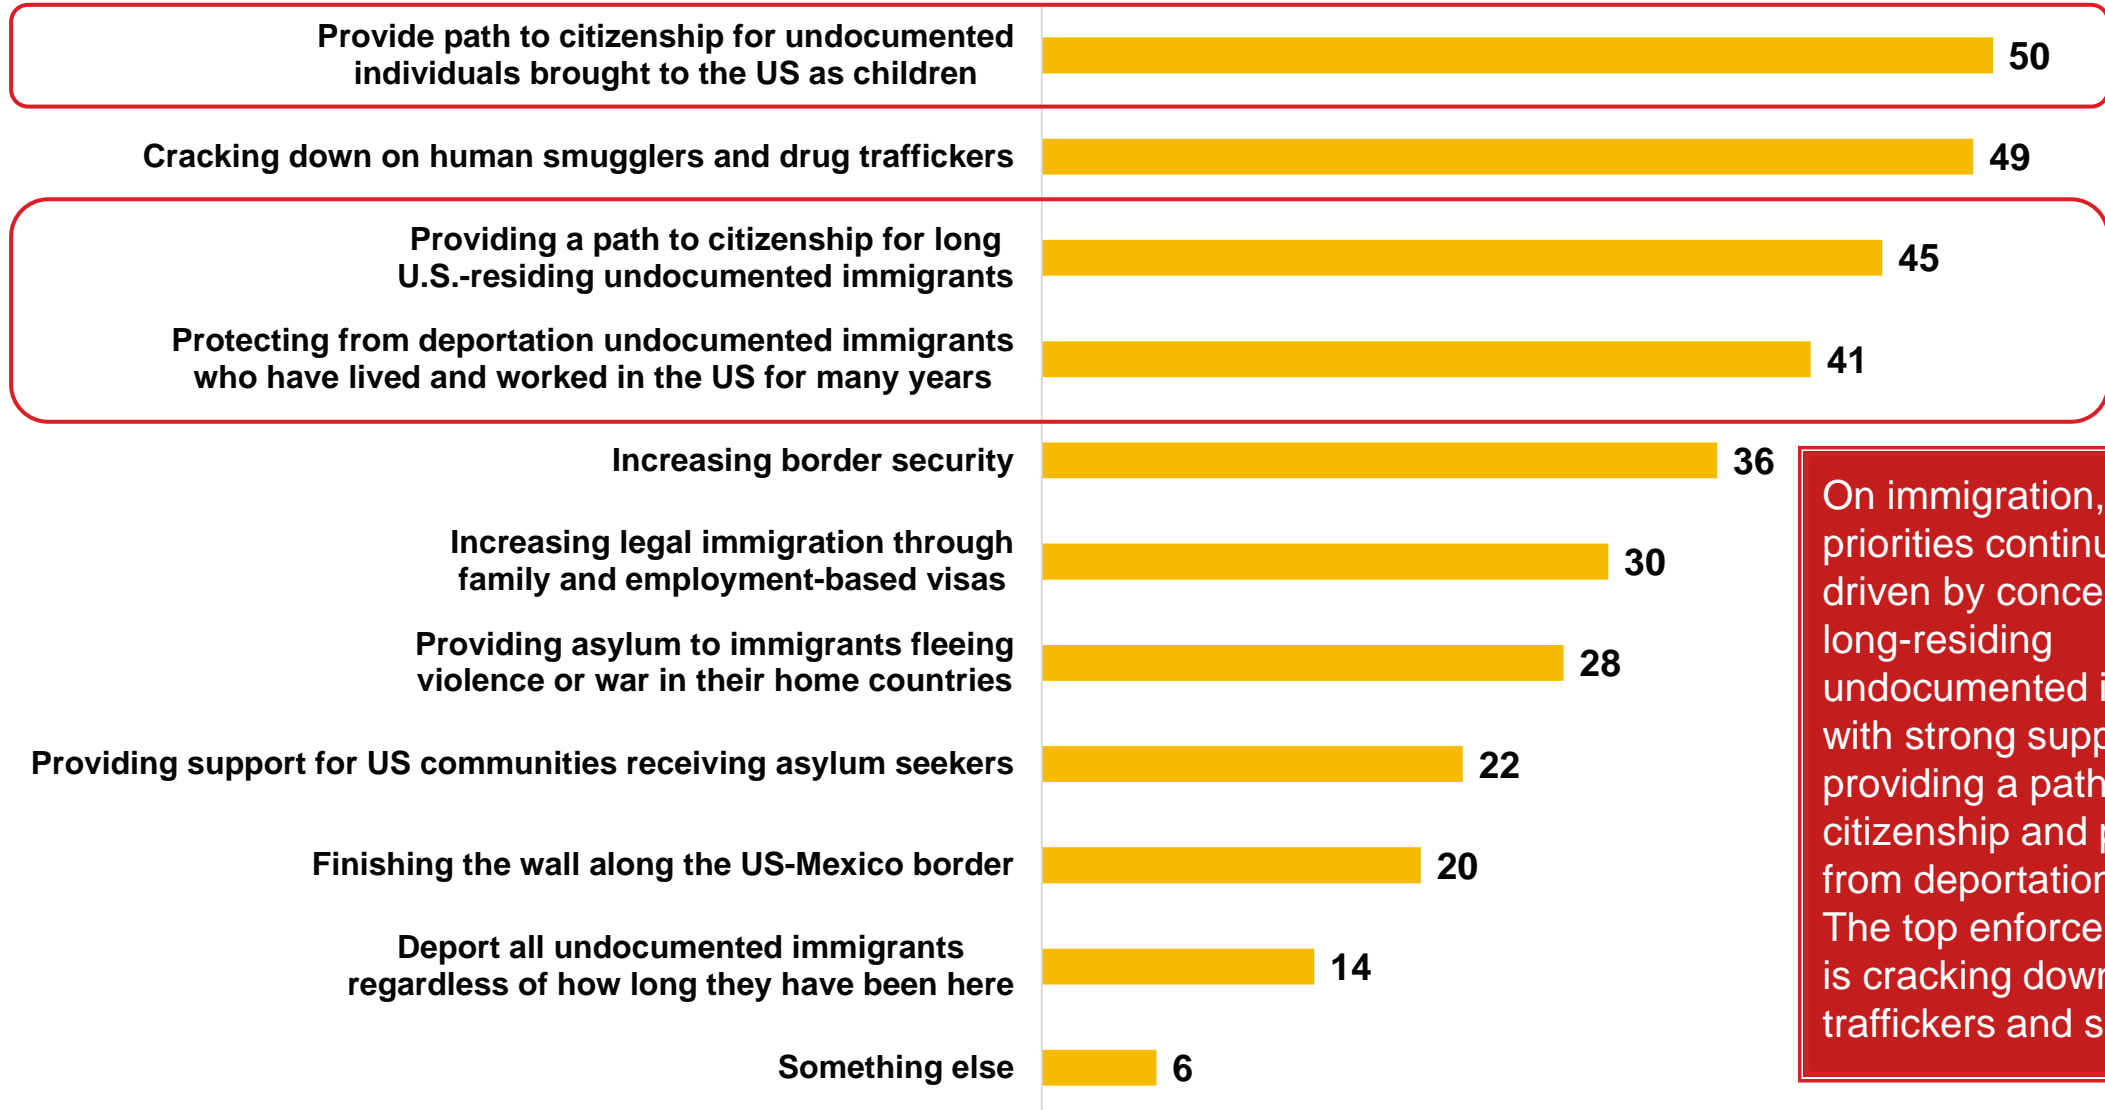 Provide path to citizenship for undocumented
individuals brought to the US as children
50
Cracking down on human smugglers and drug traffickers
49
Providing a path to citizenship for long
U.S.-residing undocumented immigrants
45
Protecting from deportation undocumented immigrants
who have lived and worked in the US for many years
41
Increasing border security
36
Increasing legal immigration through
family and employment-based visas
30
Providing asylum to immigrants fleeing
violence or war in their home countries
28
Providing support for US communities receiving asylum seekers
22
Finishing the wall along the US-Mexico border
20
Deport all undocumented immigrants
regardless of how long they have been here
14
Something else
6
On immigration,
priorities
driven by
long-residing
undocumented
with strong
providing a path
citizenship and
from deportation
The top
is cracking down
traffickers and